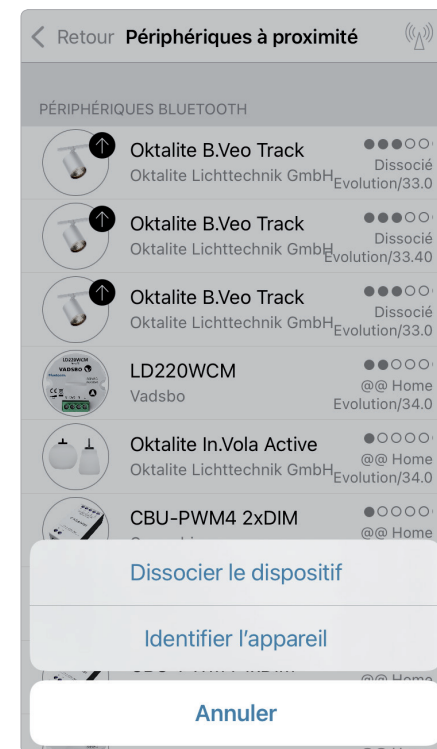 Retour Périphériques à proximité
PÉRIPHÉRIQUES BLUETOOTH
Oktalite B.Veo Track
Oktalite Lichttechnik GmbH
Dissocié
Evolution/33.0
Oktalite B.Veo Track
Oktalite Lichttechnik GmbH
Dissocié
Evolution/33.40
Oktalite B.Veo Track
Oktalite Lichttechnik GmbH
Dissocié
Evolution/33.0
LD220WCM
VADSBO
LD220WCM
Vadsbo
@@ Home
Evolution/34.0
Oktalite In.Vola Active
Oktalite Lichttechnik GmbH
@@ Home
Evolution/34.0
CBU-PWM4 2xDIM
@@ Home
Dissocier le dispositif
Identifier l’appareil
@@ Home
Annuler